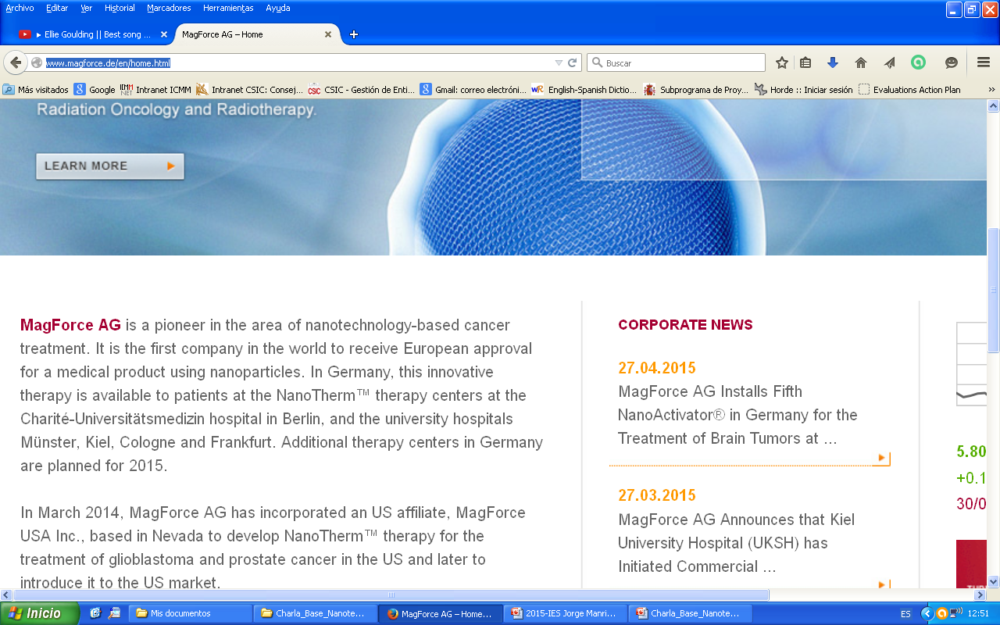 Archivo Editar Ver Historial Marcadores Herramientas Ayuda
► Ellie Goulding || Best song ...
MagForce AG – Home
www.magforce.de/en/home.html
Buscar
Más visitados Google Intranet ICMM Intranet CSIC: Consej... CSIC - Gestión de Enti... Gmail: correo electróni... English-Spanish Dictio... Subprograma de Proy... Horde :: Iniciar sesión Evaluations Action Plan »
Radiation Oncology and Radiotherapy.
LEARN MORE
MagForce AG is a pioneer in the area of nanotechnology-based cancer
treatment. It is the first company in the world to receive European approval
for a medical product using nanoparticles. In Germany, this innovative
therapy is available to patients at the NanoTherm™ therapy centers at the
Charité-Universitätsmedizin hospital in Berlin, and the university hospitals
Münster, Kiel, Cologne and Frankfurt. Additional therapy centers in Germany
are planned for 2015.
In March 2014, MagForce AG has incorporated an US affiliate, MagForce
USA Inc., based in Nevada to develop NanoTherm™ therapy for the
treatment of glioblastoma and prostate cancer in the US and later to
introduce it to the US market.
CORPORATE NEWS
27.04.2015
MagForce AG Installs Fifth
NanoActivator® in Germany for the
Treatment of Brain Tumors at ...
27.03.2015
MagForce AG Announces that Kiel
University Hospital (UKSH) has
Initiated Commercial ...
5.80
+0.1
30/0
Inicio
Mis documentos
Charla_Base_Nanote...
MagForce AG – Home...
2015-IES Jorge Manri...
Charla_Base_Nanote...
ES
12:51